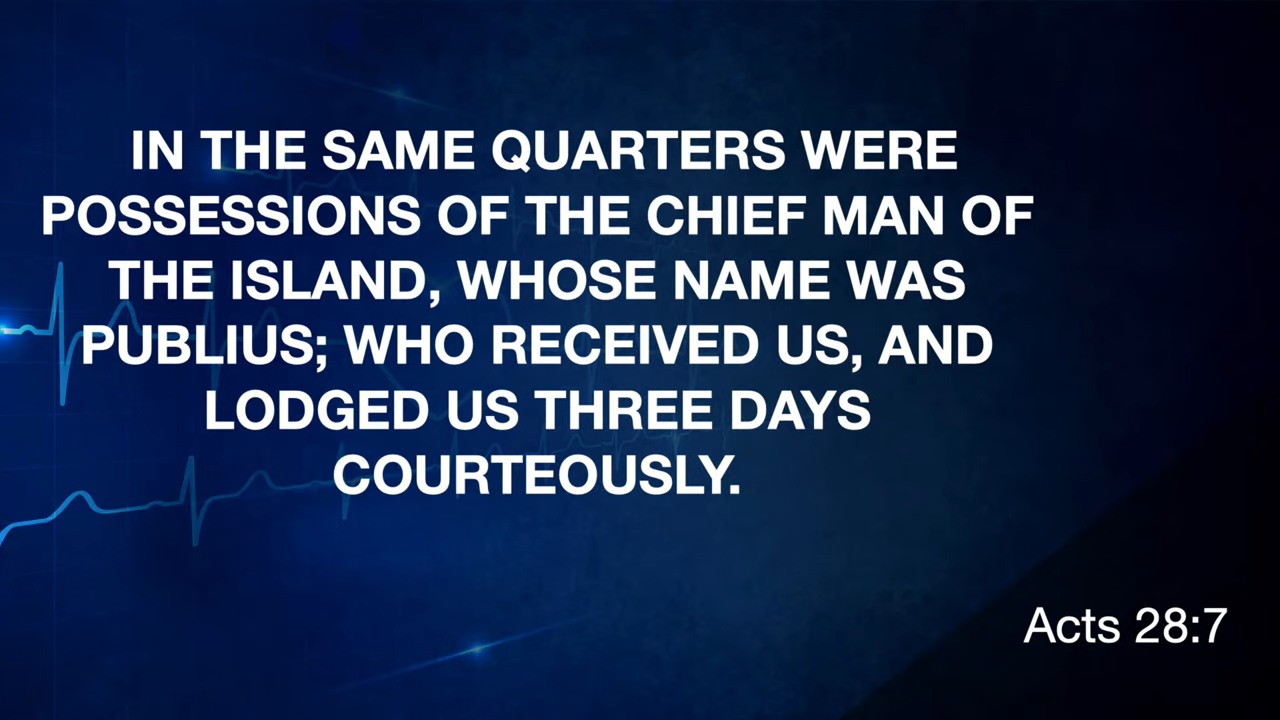 IN THE SAME QUARTERS WERE
POSSESSIONS OF THE CHIEF MAN OF
THE ISLAND, WHOSE NAME WAS
PUBLIUS; WHO RECEIVED US, AND
LODGED US THREE DAYS
COURTEOUSLY.
Acts 28:7